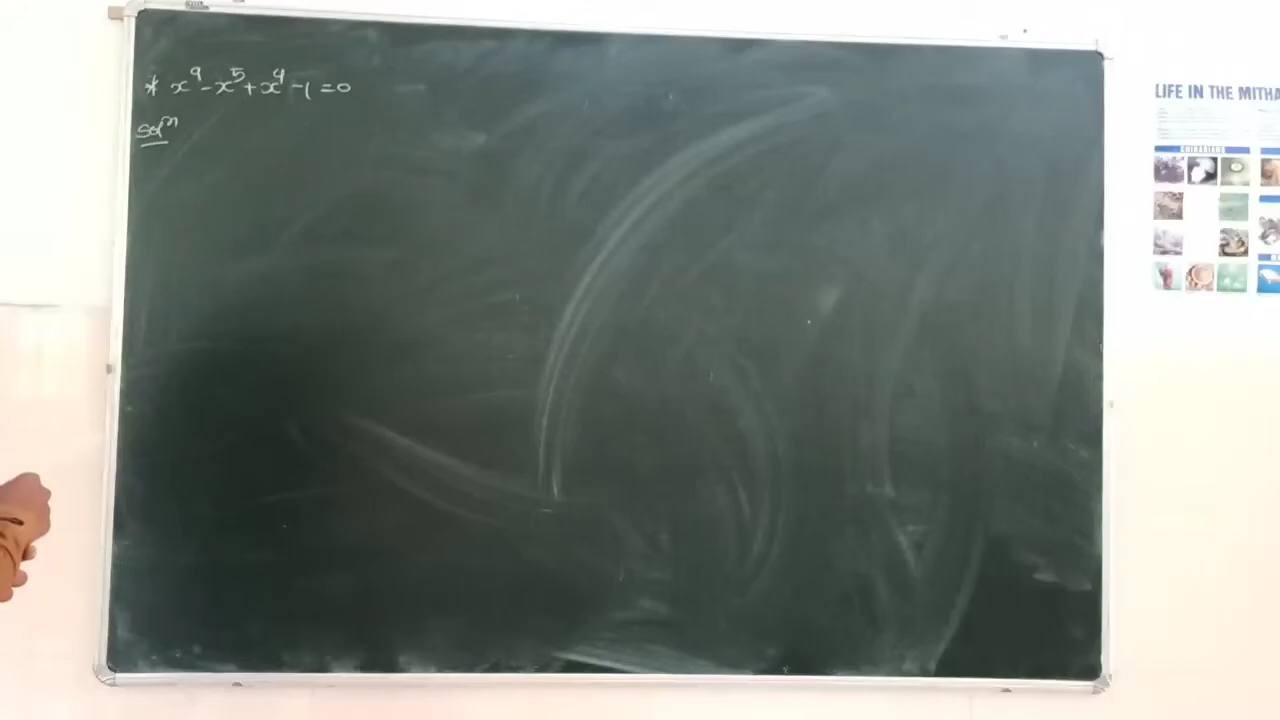 * x⁹-x⁵+x⁴-1=0
Solⁿ
LIFE IN THE MITHA